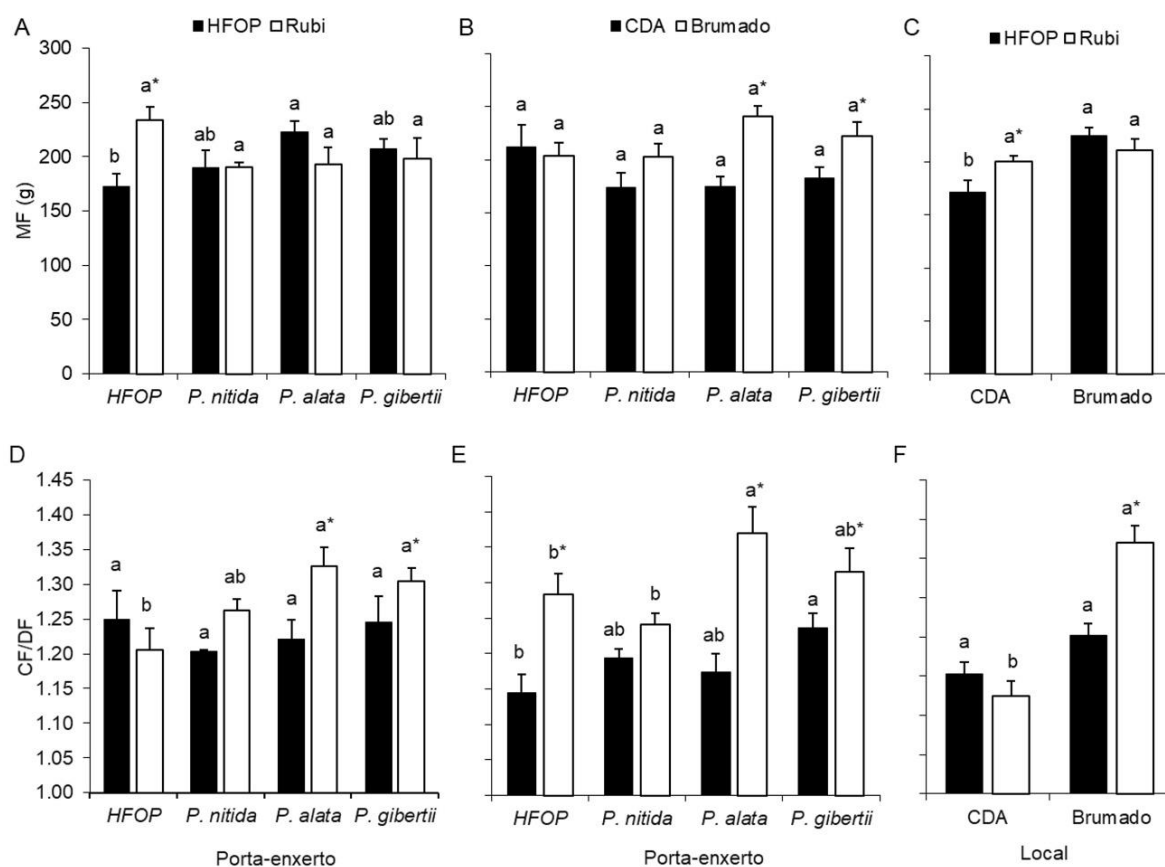 A
HFOP Rubi
B
CDA Brumado
C
HFOP Rubi
MF (g)
300
250
200
150
100
50
0
b a* ab a a a ab a
HFOP P. nitida P. alata P. gibertii
a a a a a a* a a*
HFOP P. nitida P. alata P. gibertii
b a* a a
CDA Brumado
D
E
F
CF/DF
1.45
1.40
1.35
1.30
1.25
1.20
1.15
1.10
1.05
1.00
a b a ab a a* a a*
HFOP P. nitida P. alata P. gibertii
Porta-enxerto
b b* ab b ab a* a ab*
HFOP P. nitida P. alata P. gibertii
Porta-enxerto
a b a a*
CDA Brumado
Local